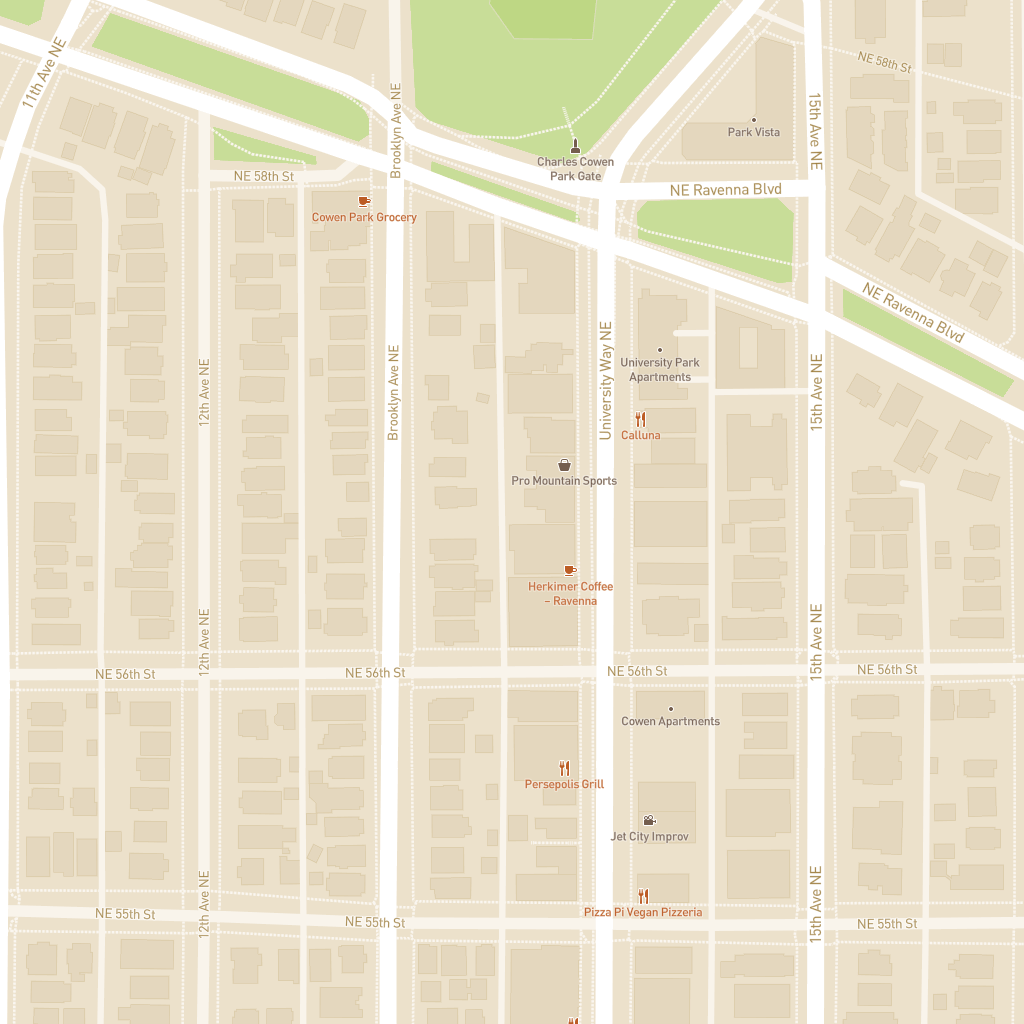 11th Ave NE
Brooklyn Ave NE
15th Ave NE
NE 58th St
Park Vista
Charles Cowen
Park Gate
NE 58th St
NE Ravenna Blvd
Cowen Park Grocery
NE Ravenna Blvd
12th Ave NE
Brooklyn Ave NE
University Way NE
University Park
Apartments
15th Ave NE
Calluna
Pro Mountain Sports
Herkimer Coffee
– Ravenna
12th Ave NE
15th Ave NE
NE 56th St
NE 56th St
NE 56th St
NE 56th St
Cowen Apartments
Persepolis Grill
Jet City Improv
12th Ave NE
15th Ave NE
Pizza Pi Vegan Pizzeria
NE 55th St
NE 55th St
NE 55th St